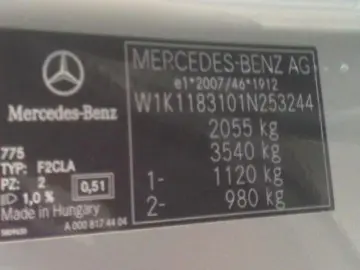 Mercedes-Benz
MERCEDES-BENZ AG
e1*2007/46*1912
W1K1183101N253244
2055 kg
3540 kg
1- 1120 kg
2- 980 kg
775
TYP: F2CLA
PZ: 2
0,51
1,0 %
Made in Hungary
A 000 817 44 04